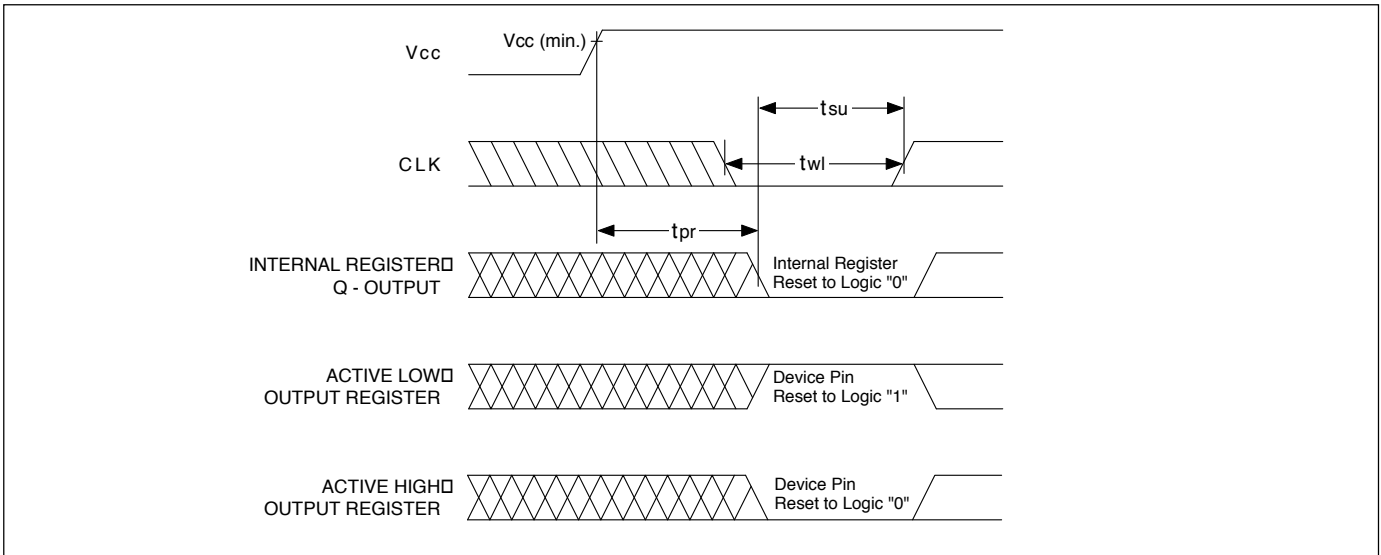 Vcc
Vcc (min.)
tsu
CLK
twl
tpr
INTERNAL REGISTER□
Q - OUTPUT
Internal Register
Reset to Logic "0"
ACTIVE LOW□
OUTPUT REGISTER
Device Pin
Reset to Logic "1"
ACTIVE HIGH□
OUTPUT REGISTER
Device Pin
Reset to Logic "0"